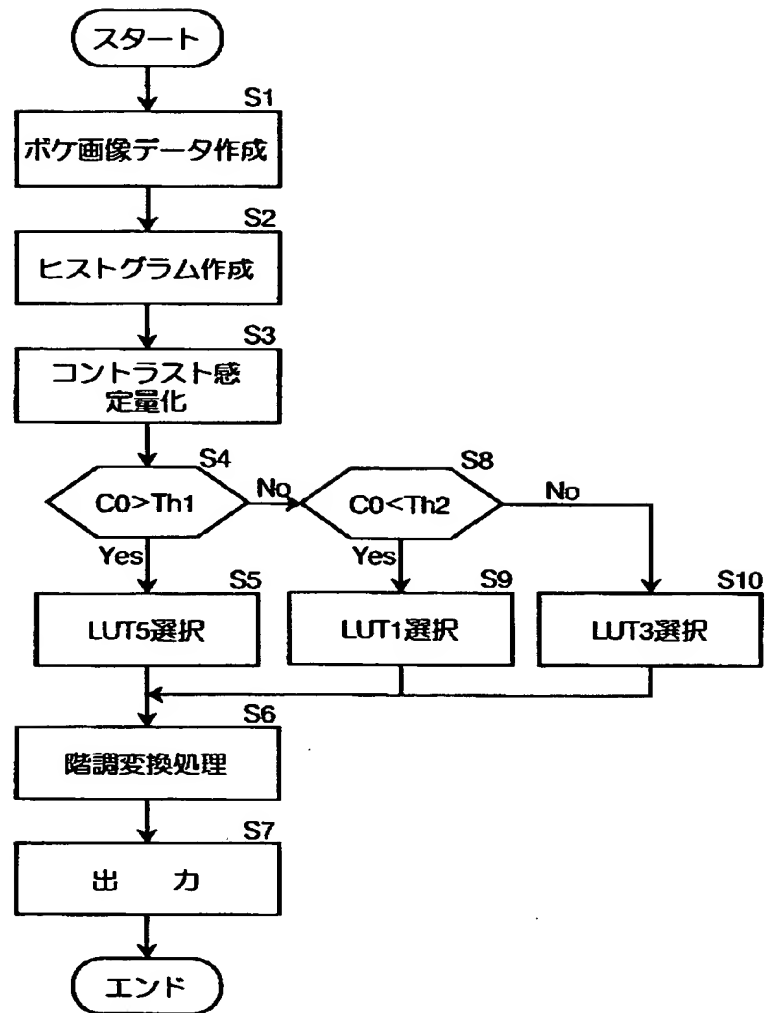 スタート
S1
ボケ画像データ作成
S2
ヒストグラム作成
S3
コントラスト感
定量化
S4
C0>Th1
No
Yes
S8
C0<Th2
No
Yes
S5
LUT5選択
S9
LUT1選択
S10
LUT3選択
S6
階調変換処理
S7
出 力
エンド